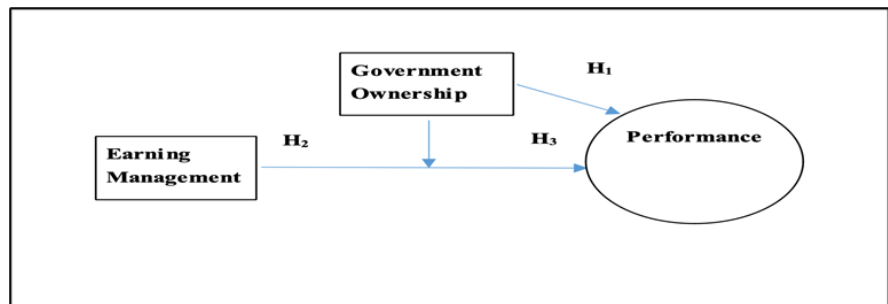 Government
Ownership
H₁
Performance
H₂
H₃
Earning
Management